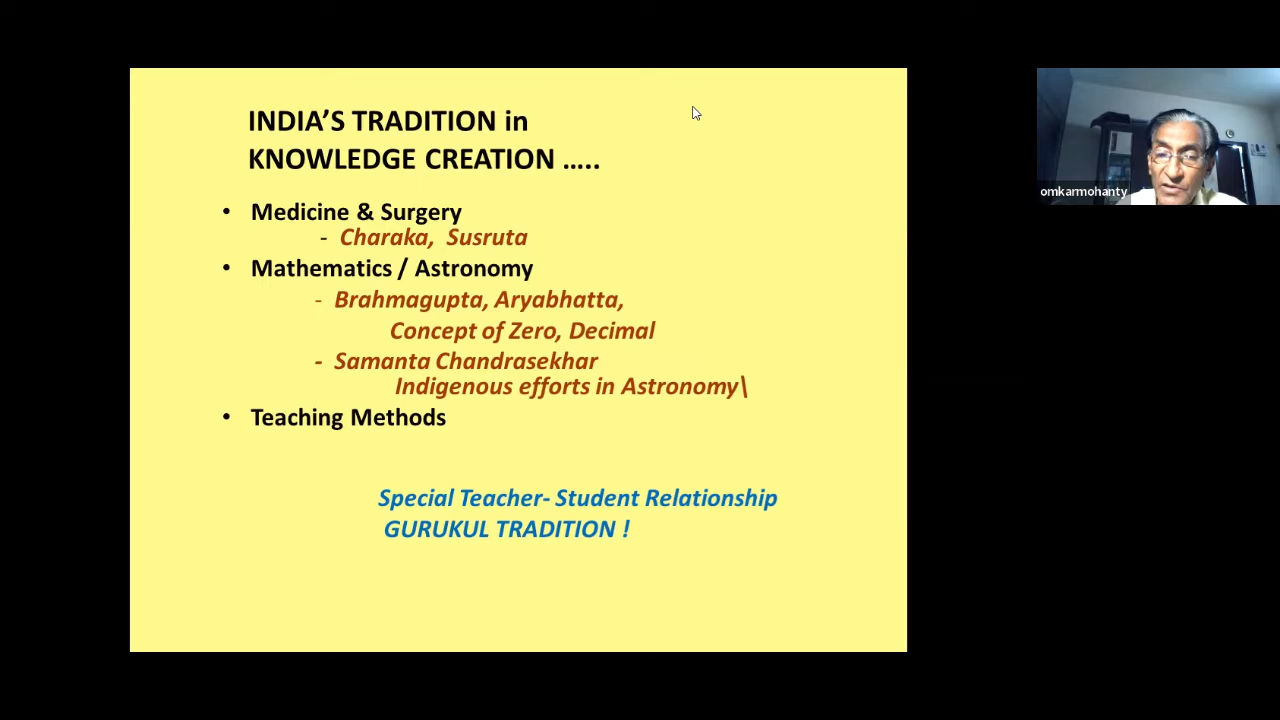 INDIA’S TRADITION in
KNOWLEDGE CREATION …..
• Medicine & Surgery
- Charaka, Susruta
• Mathematics / Astronomy
- Brahmagupta, Aryabhatta,
Concept of Zero, Decimal
- Samanta Chandrasekhar
Indigenous efforts in Astronomy\
• Teaching Methods
Special Teacher- Student Relationship
GURUKUL TRADITION !
omkarmohanty